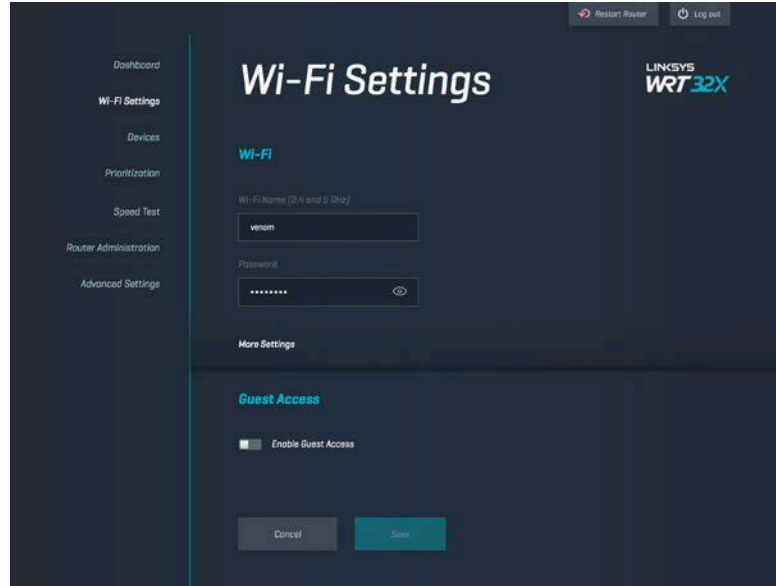 Restart Router
Log out
Dashboard
Wi-Fi Settings
Devices
Prioritization
Speed Test
Router Administration
Advanced Settings
Wi-Fi Settings
LINKSYS
WRT 32X
Wi-Fi
Wi-Fi Name (2.4 and 5 GHz)
venom
Password
••••••••
More Settings
Guest Access
Enable Guest Access
Cancel
Save